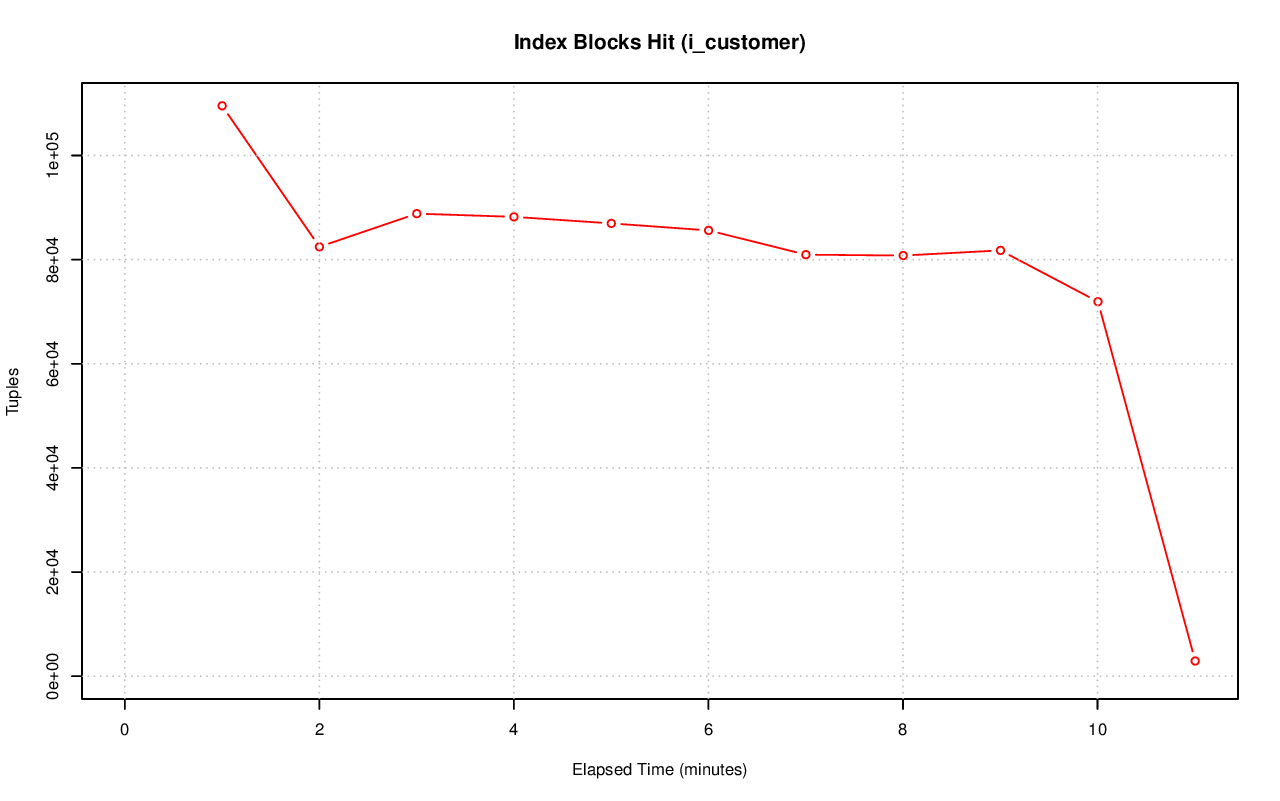 Index Blocks Hit (i_customer)
Tuples
1e+05
8e+04
6e+04
4e+04
2e+04
0e+00
0 2 4 6 8 10
Elapsed Time (minutes)